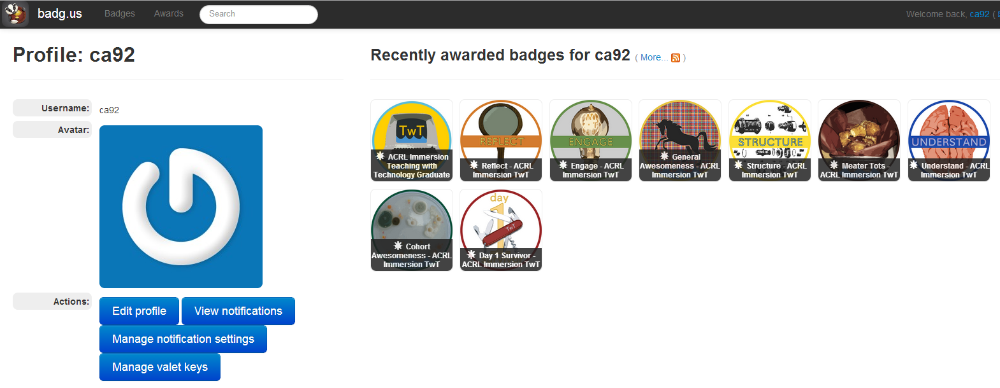 badg.us
Badges
Awards
Search
Welcome back, ca92 (
Profile: ca92
Recently awarded badges for ca92 ( More... )
Username:
ca92
Avatar:
Actions:
Edit profile
View notifications
Manage notification settings
Manage valet keys
TwT
ACRL Immersion
Teaching with
Technology Graduate
REFLECT
Reflect - ACRL
Immersion TwT
ENGAGE
Engage - ACRL
Immersion TwT
General
Awesomeness - ACRL
Immersion TwT
STRUCTURE
Structure - ACRL
Immersion TwT
Meater Tots -
ACRL Immersion TwT
UNDERSTAND
Understand - ACRL
Immersion TwT
Cohort
Awesomeness - ACRL
Immersion TwT
day
1
TwT
Day 1 Survivor -
ACRL Immersion TwT